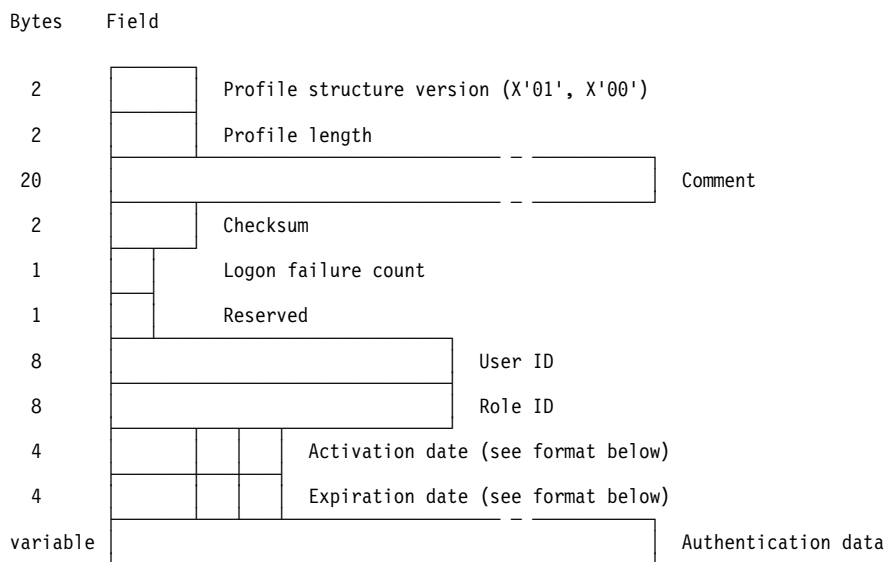 Bytes Field
2 Profile structure version (X'01', X'00')
2 Profile length
20 Comment
2 Checksum
1 Logon failure count
1 Reserved
8 User ID
8 Role ID
4 Activation date (see format below)
4 Expiration date (see format below)
variable Authentication data